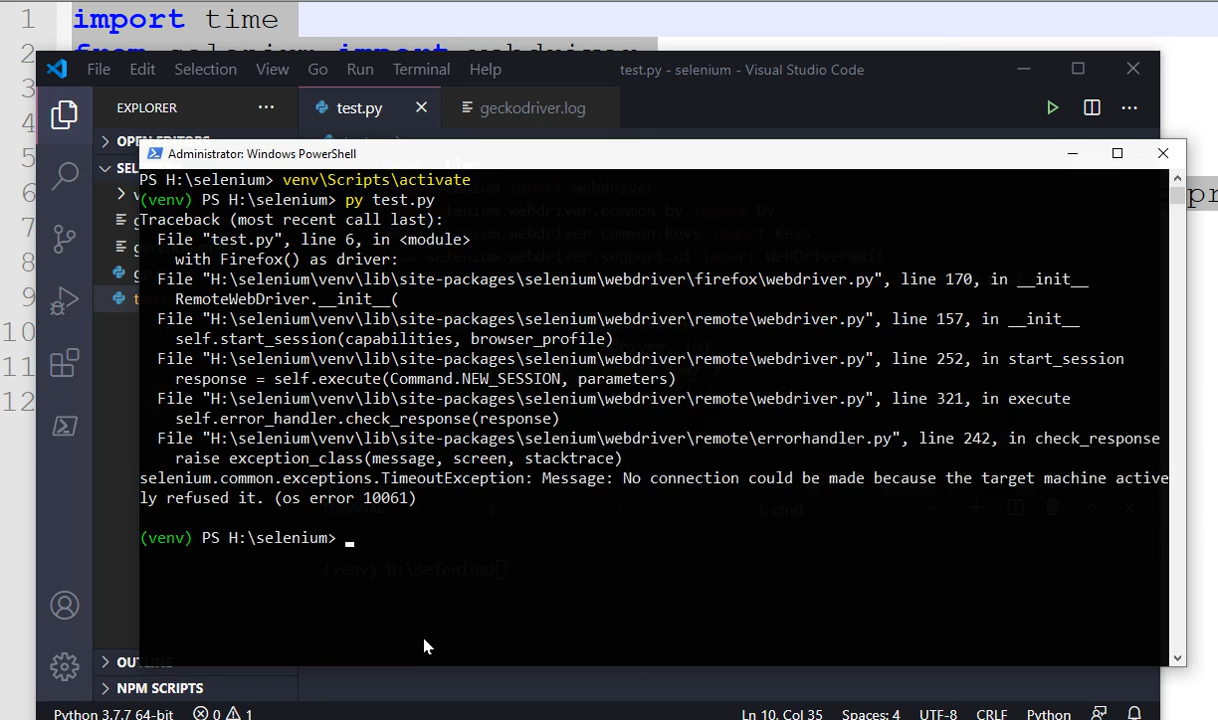 1 import time
2 from selenium import webdriver
File Edit Selection View Go Run Terminal Help test.py - selenium - Visual Studio Code
3
EXPLORER ··· test.py geckodriver.log
4
OPEN EDITORS
5
Administrator: Windows PowerShell
PS H:\selenium> venv\Scripts\activate
6
(venv) PS H:\selenium> py test.py
7
Traceback (most recent call last):
File "test.py", line 6, in <module>
with Firefox() as driver:
8
File "H:\selenium\venv\lib\site-packages\selenium\webdriver\firefox\webdriver.py", line 170, in __init__
RemoteWebDriver.__init__(
9
File "H:\selenium\venv\lib\site-packages\selenium\webdriver\remote\webdriver.py", line 157, in __init__
10
self.start_session(capabilities, browser_profile)
File "H:\selenium\venv\lib\site-packages\selenium\webdriver\remote\webdriver.py", line 252, in start_session
11
response = self.execute(Command.NEW_SESSION, parameters)
File "H:\selenium\venv\lib\site-packages\selenium\webdriver\remote\webdriver.py", line 321, in execute
12
self.error_handler.check_response(response)
File "H:\selenium\venv\lib\site-packages\selenium\webdriver\remote\errorhandler.py", line 242, in check_response
raise exception_class(message, screen, stacktrace)
selenium.common.exceptions.TimeoutException: Message: No connection could be made because the target machine active
ly refused it. (os error 10061)
(venv) PS H:\selenium>
(venv) H:\selenium>
OUTLINE
NPM SCRIPTS
Python 3.7.7 64-bit 0 1 Ln 10, Col 35 Spaces: 4 UTF-8 CRLF Python